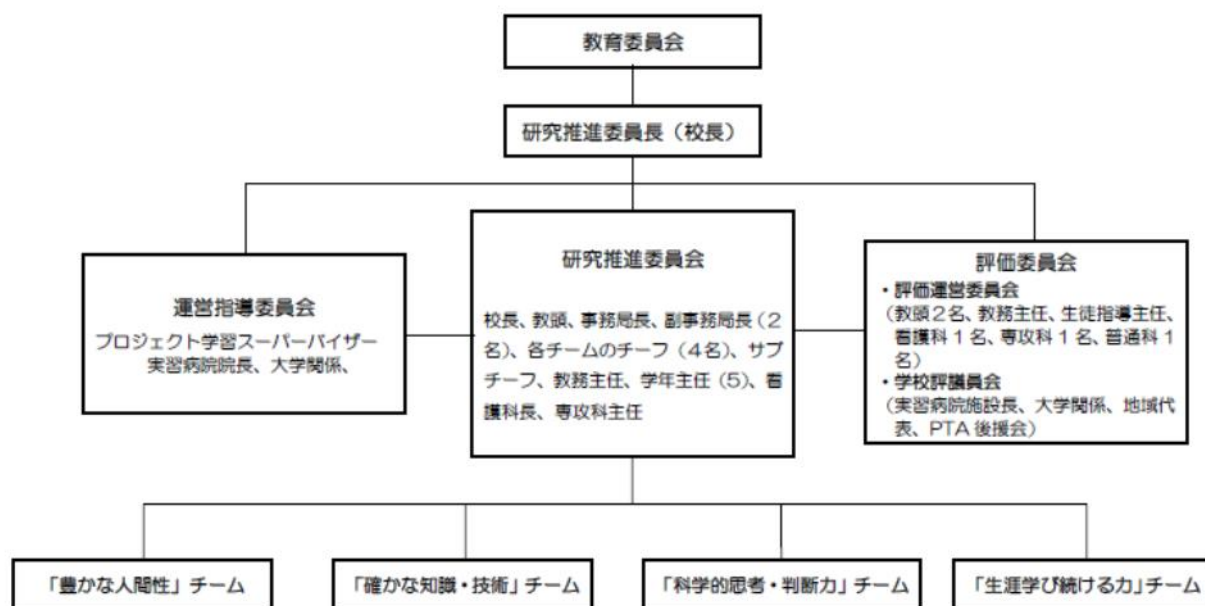 教育委員会
研究推進委員長（校長）
運営指導委員会
プロジェクト学習スーパーバイザー
実習病院院長、大学関係、
研究推進委員会
校長、教頭、事務局長、副事務局長（2
名）、各チームのチーフ（4名）、サブ
チーフ、教務主任、学年主任（5）、看
護科長、専攻科主任
評価委員会
・評価運営委員会
（教頭２名、教務主任、生徒指導主任、
看護科１名、専攻科１名、普通科１
名）
・学校評議員会
（実習病院施設長、大学関係、地域代
表、PTA 後援会）
「豊かな人間性」チーム
「確かな知識・技術」チーム
「科学的思考・判断力」チーム
「生涯学び続ける力」チーム